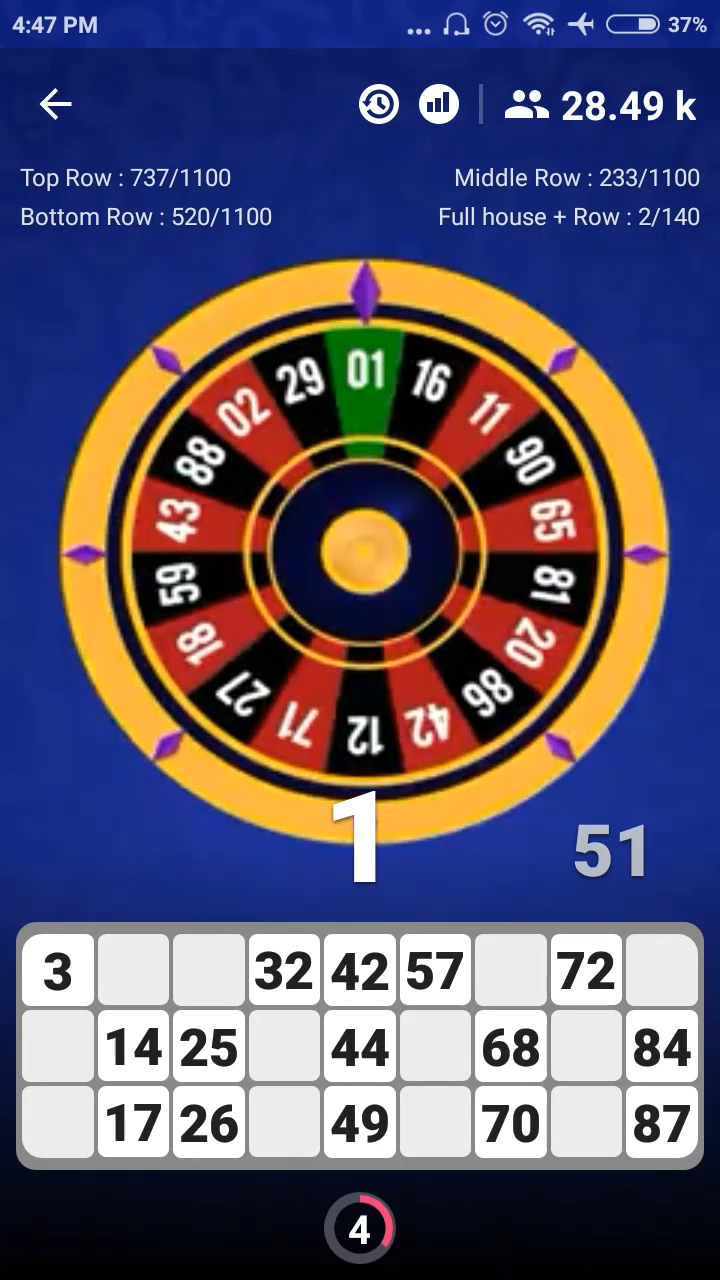 4:47 PM ... 37%
28.49 k
Top Row : 737/1100 Middle Row : 233/1100
Bottom Row : 520/1100 Full house + Row : 2/140
01
16
11
90
65
81
20
86
42
12
71
27
18
59
43
88
02
29
1 51
3 32 42 57 72
14 25 44 68 84
17 26 49 70 87
4